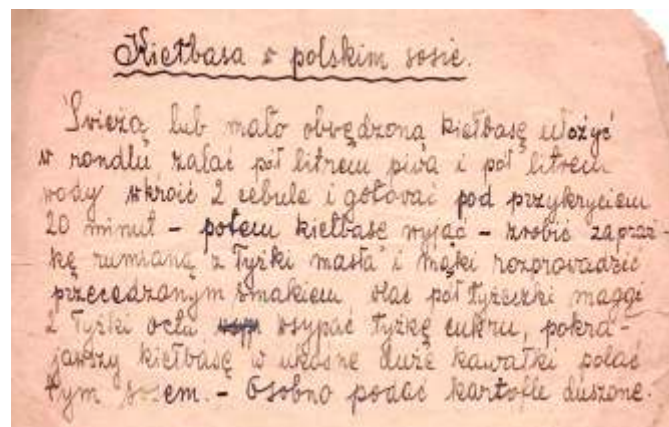 Kiełbasa w polskim sosie.
Świeżą lub mało obwędzoną kiełbasę ułożyć
w rondlu zalać pół litrem piwa i pół litrem
wody wkroić 2 cebule i gotować pod przykryciem
20 minut – potem kiełbasę wyjąć – zrobić zapraż-
kę rumianą z łyżki masła i mąki rozprowadzić
przecedzonym smakiem wlać pół łyżeczki maggi
2 łyżki octu wsypać łyżkę cukru, pokra-
jawszy kiełbasę w ukośne duże kawałki polać
tym sosem. – Osobno podać kartofle duszone.